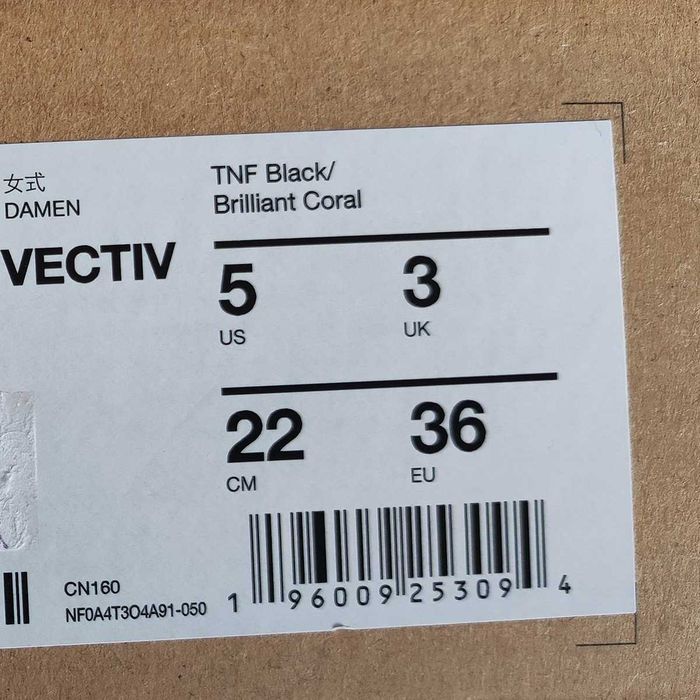 女式
DAMEN
VECTIV
TNF Black/
Brilliant Coral
5
US
3
UK
22
CM
36
EU
CN160
NF0A4T3O4A91-050
1 96009 25309 4